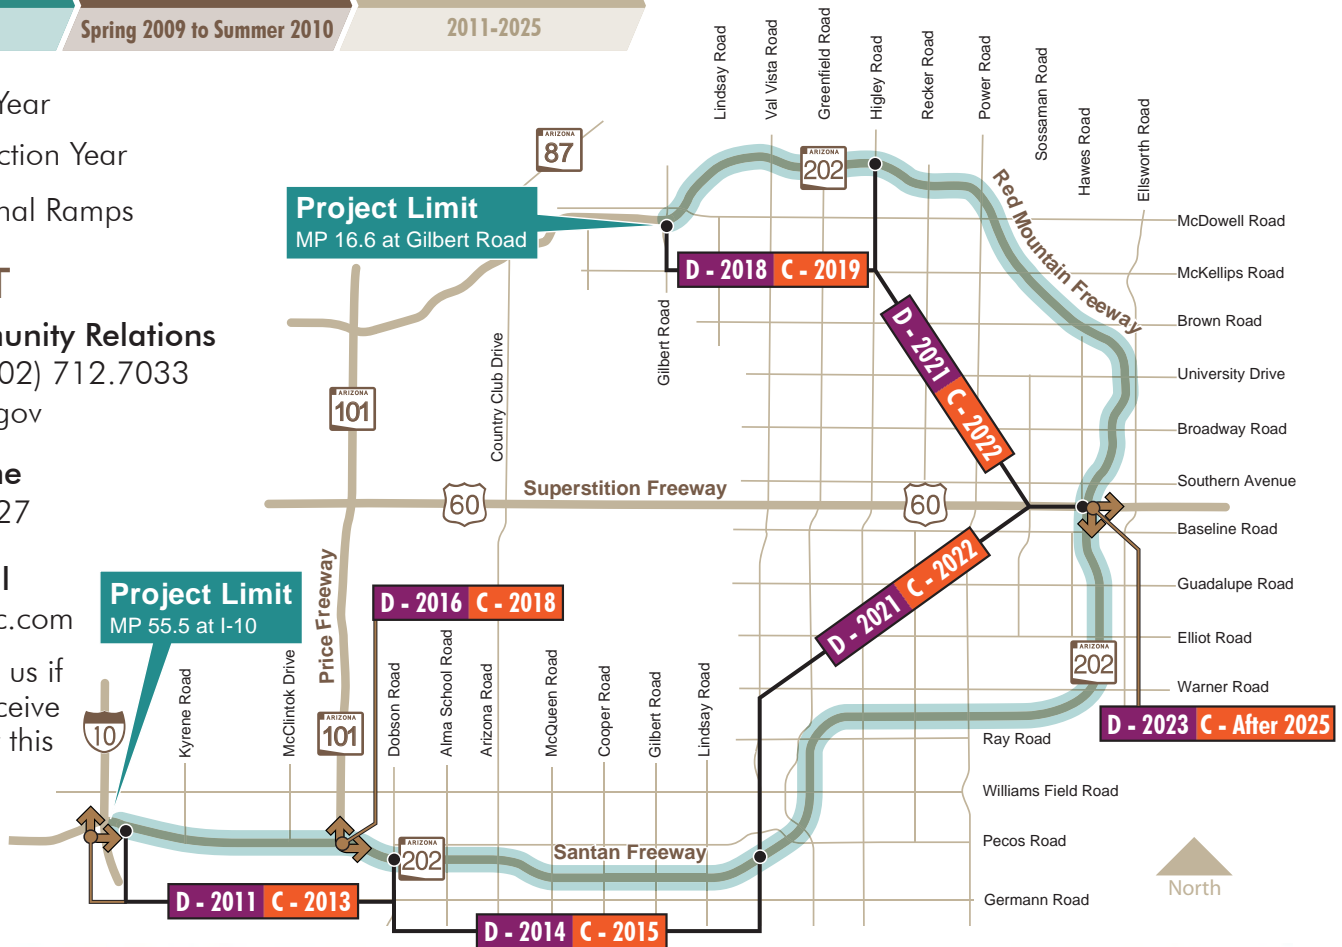 Spring 2009 to Summer 2010
2011-2025
Year
ction Year
nal Ramps
T
munity Relations
02) 712.7033
gov
ne
27
l
c.com
us if
ceive
this
Project Limit
MP 16.6 at Gilbert Road
Project Limit
MP 55.5 at I-10
ARIZONA
87
ARIZONA
202
ARIZONA
101
ARIZONA
101
ARIZONA
202
ARIZONA
202
60
60
10
Lindsay Road
Val Vista Road
Greenfield Road
Higley Road
Recker Road
Power Road
Sossaman Road
Hawes Road
Ellsworth Road
Red Mountain Freeway
McDowell Road
McKellips Road
Brown Road
University Drive
Broadway Road
Southern Avenue
Baseline Road
Guadalupe Road
Elliot Road
Warner Road
Ray Road
Williams Field Road
Pecos Road
Germann Road
Gilbert Road
Country Club Drive
Superstition Freeway
Price Freeway
Santan Freeway
Kyrene Road
McClintok Drive
Dobson Road
Alma School Road
Arizona Road
McQueen Road
Cooper Road
Gilbert Road
Lindsay Road
D - 2018 C - 2019
D - 2021 C - 2022
D - 2021 C - 2022
D - 2016 C - 2018
D - 2023 C - After 2025
D - 2011 C - 2013
D - 2014 C - 2015
North